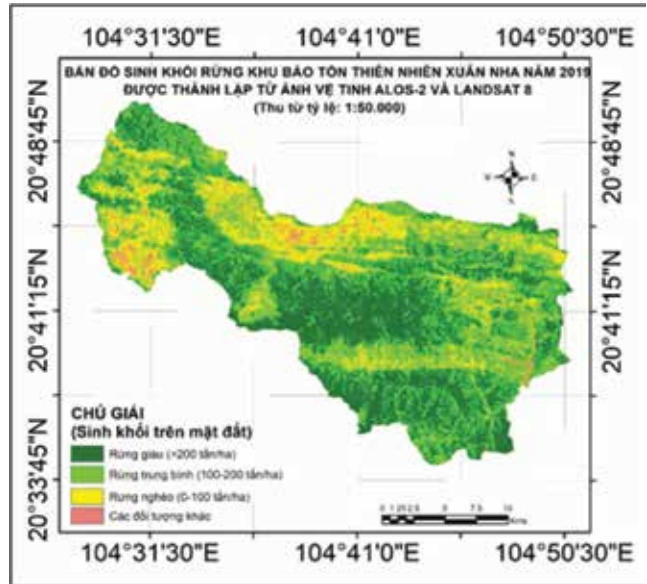 104°31'30"E 104°41'0"E 104°50'30"E
BẢN ĐỒ SINH KHỐI RỪNG KHU BẢO TỒN THIÊN NHIÊN XUÂN NHA NĂM 2019
ĐƯỢC THÀNH LẬP TỪ ẢNH VỆ TINH ALOS-2 VÀ LANDSAT 8
(Thu từ tỷ lệ: 1:50.000)
N
S
20°48'45"N 20°48'45"N
20°41'15"N 20°41'15"N
20°33'45"N 20°33'45"N
CHÚ GIẢI
(Sinh khối trên mặt đất)
Rừng giàu (>200 tấn/ha)
Rừng trung bình (100-200 tấn/ha)
Rừng nghèo (0-100 tấn/ha)
Các đối tượng khác
5 7.5 10
Kms
104°31'30"E 104°41'0"E 104°50'30"E